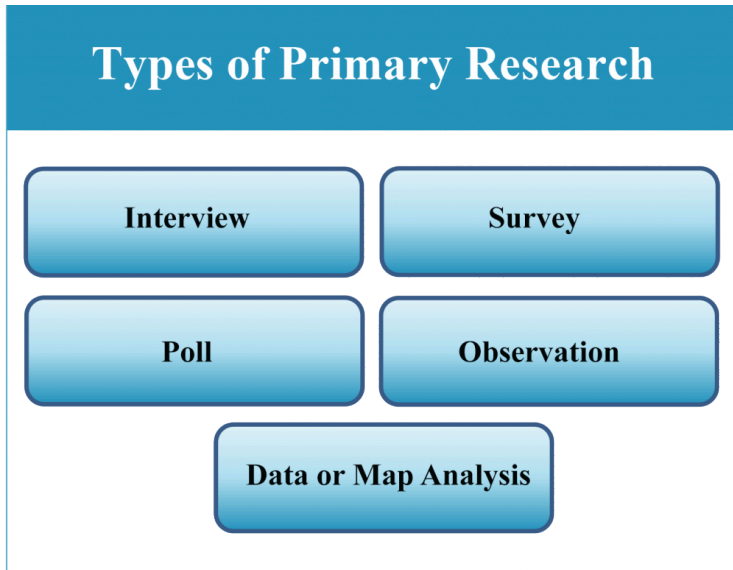 Types of Primary Research
Interview
Survey
Poll
Observation
Data or Map Analysis